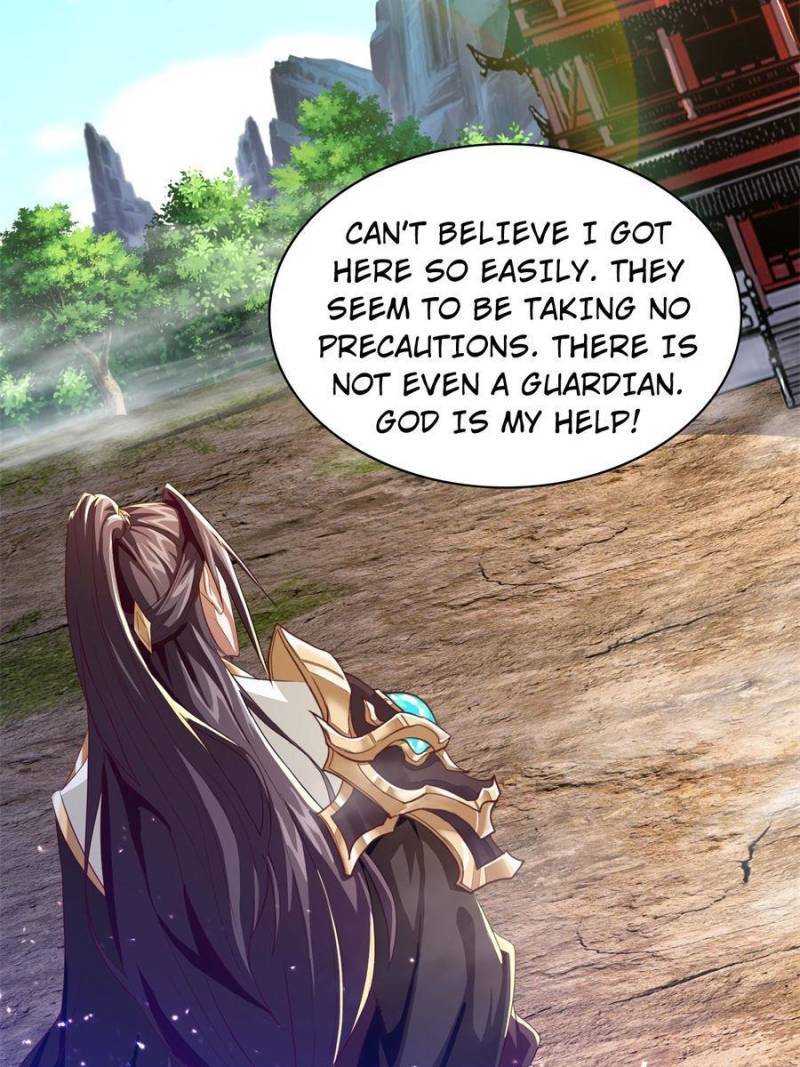 CAN'T BELIEVE I GOT
HERE SO EASILY. THEY
SEEM TO BE TAKING NO
PRECAUTIONS. THERE IS
NOT EVEN A GUARDIAN.
GOD IS MY HELP!